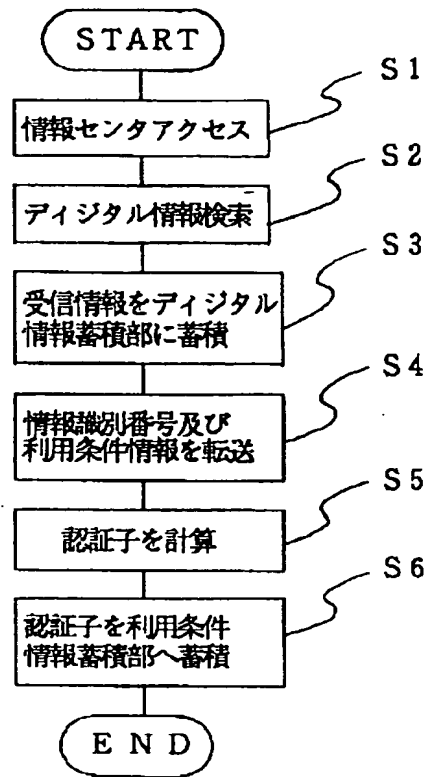 START
S1
情報センタアクセス
S2
ディジタル情報検索
S3
受信情報をディジタル
情報蓄積部に蓄積
S4
情報識別番号及び
利用条件情報を転送
S5
認証子を計算
S6
認証子を利用条件
情報蓄積部へ蓄積
END